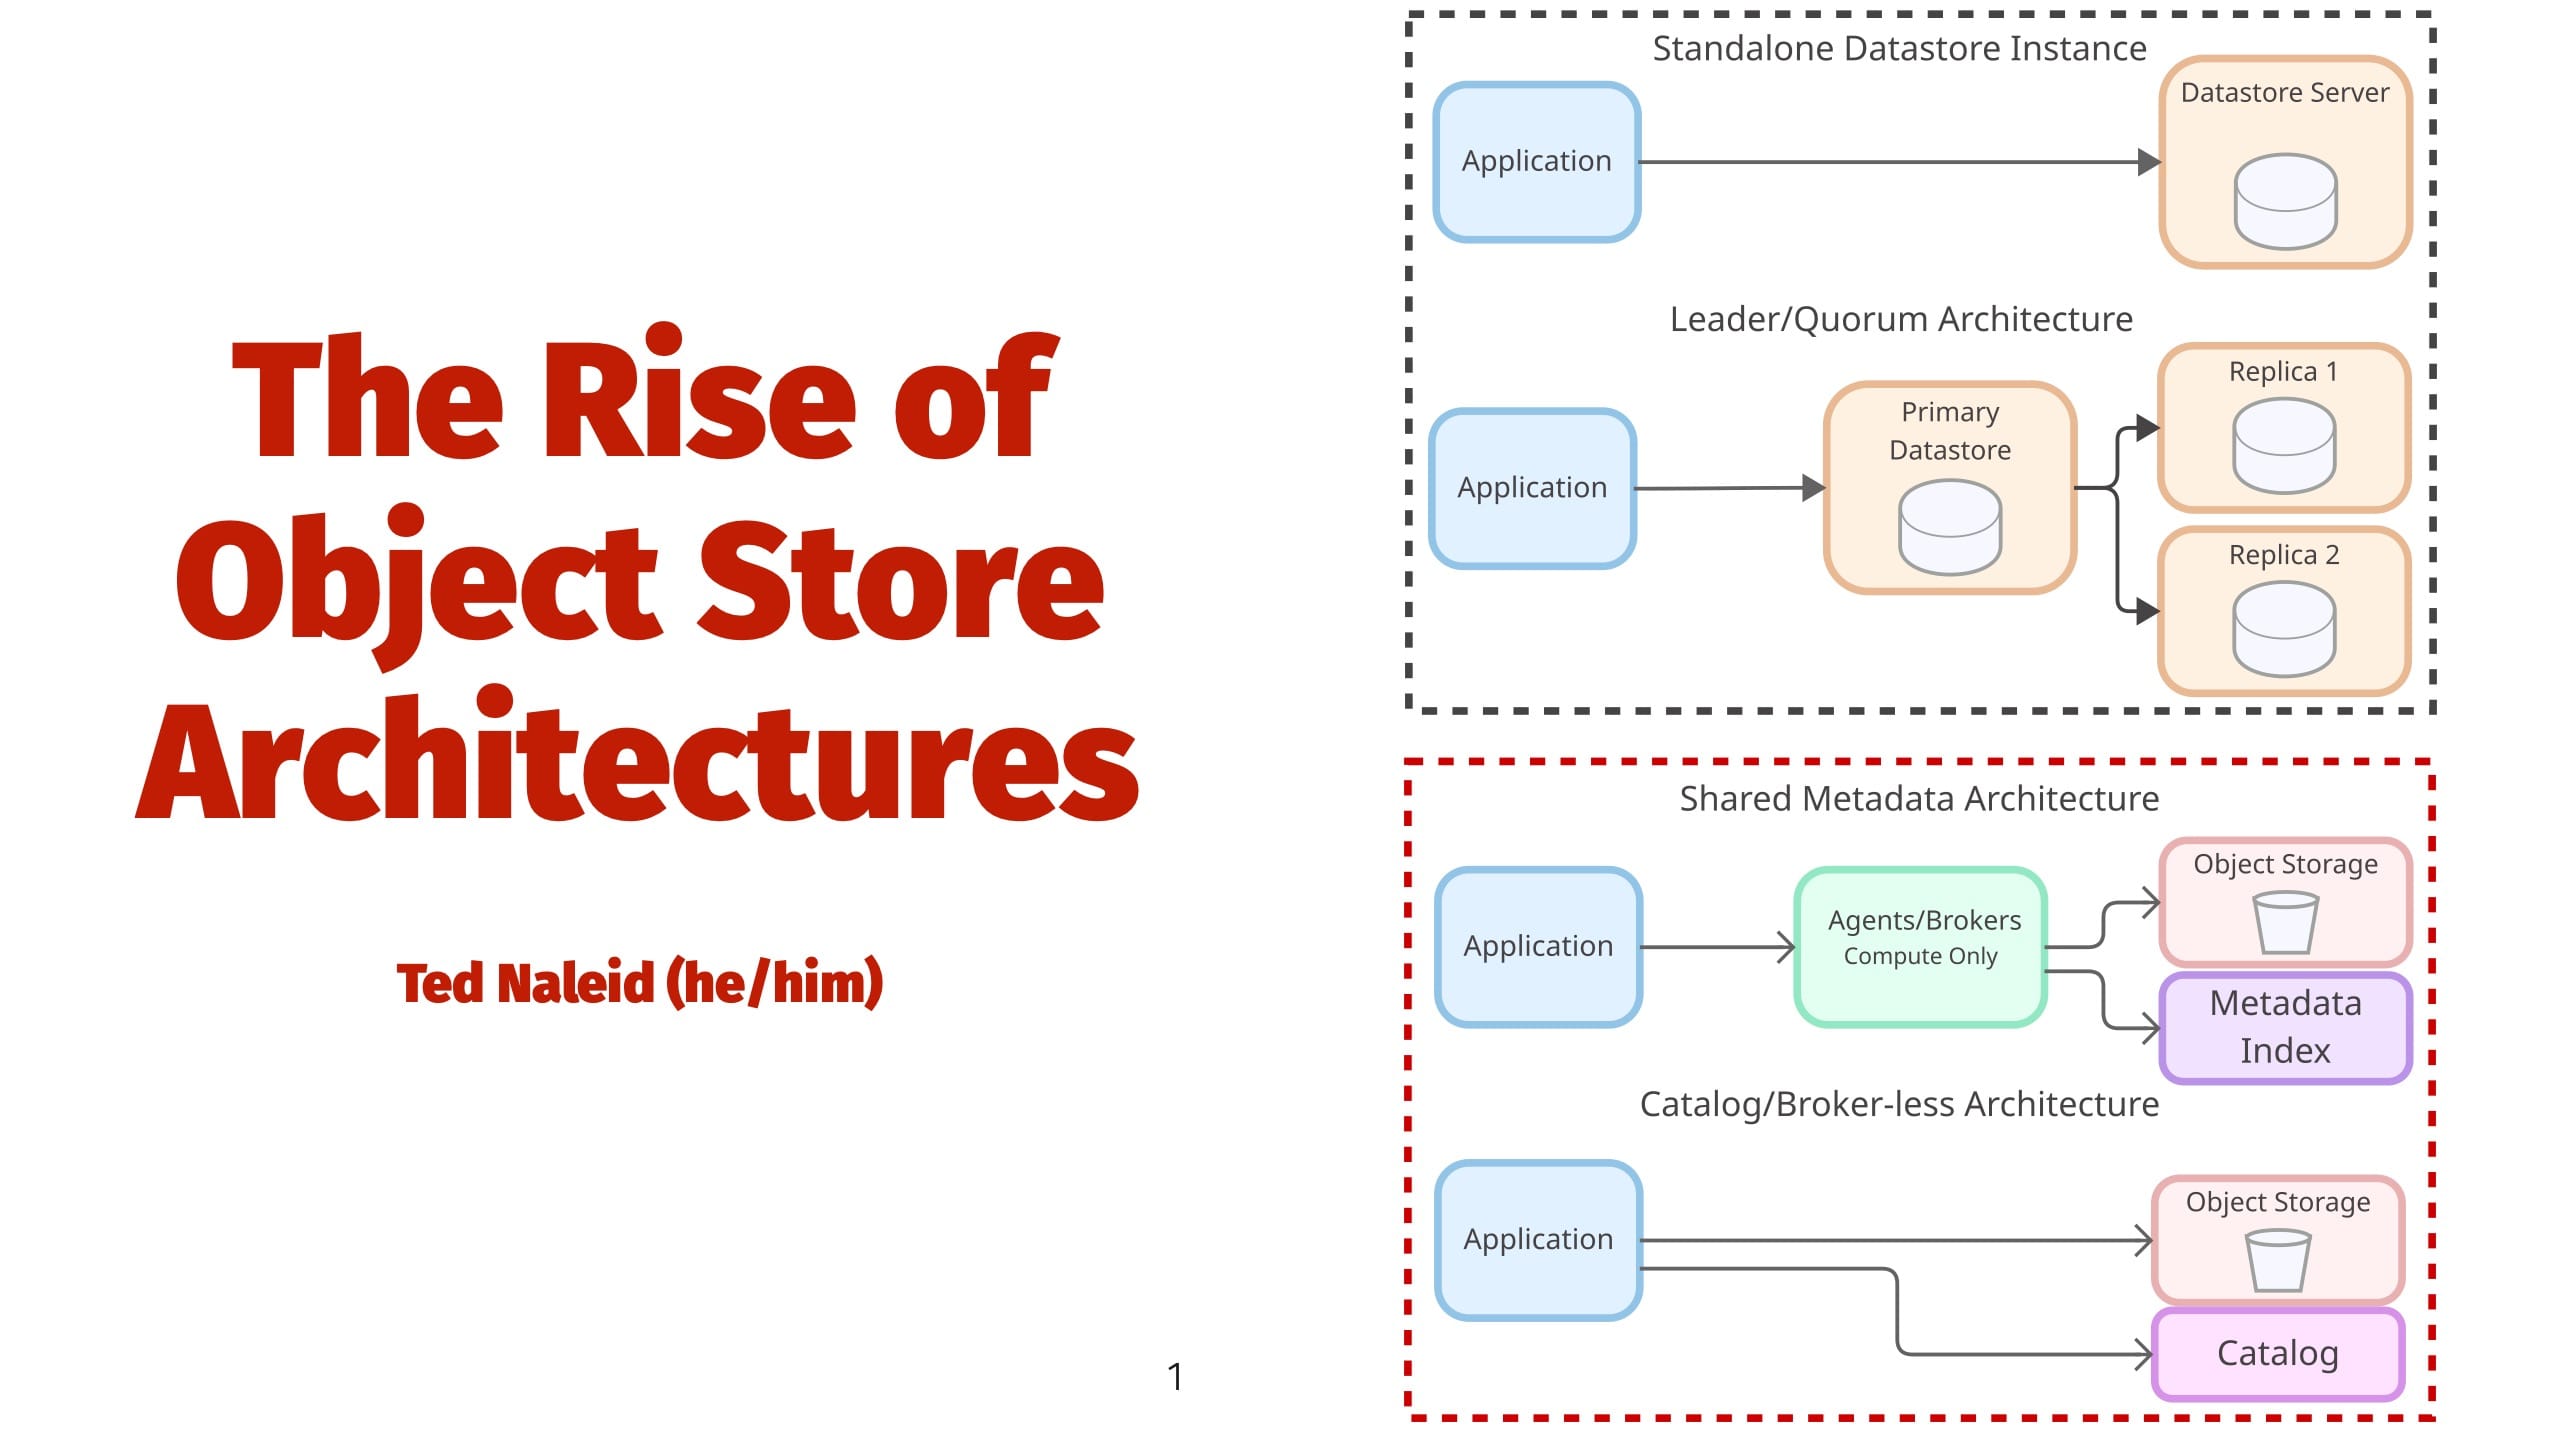 The Rise of
Object Store
Architectures
Ted Naleid (he/him)
1
Standalone Datastore Instance
Application
Datastore Server
Leader/Quorum Architecture
Application
Primary
Datastore
Replica 1
Replica 2
Shared Metadata Architecture
Application
Agents/Brokers
Compute Only
Object Storage
Metadata
Index
Catalog/Broker-less Architecture
Application
Object Storage
Catalog